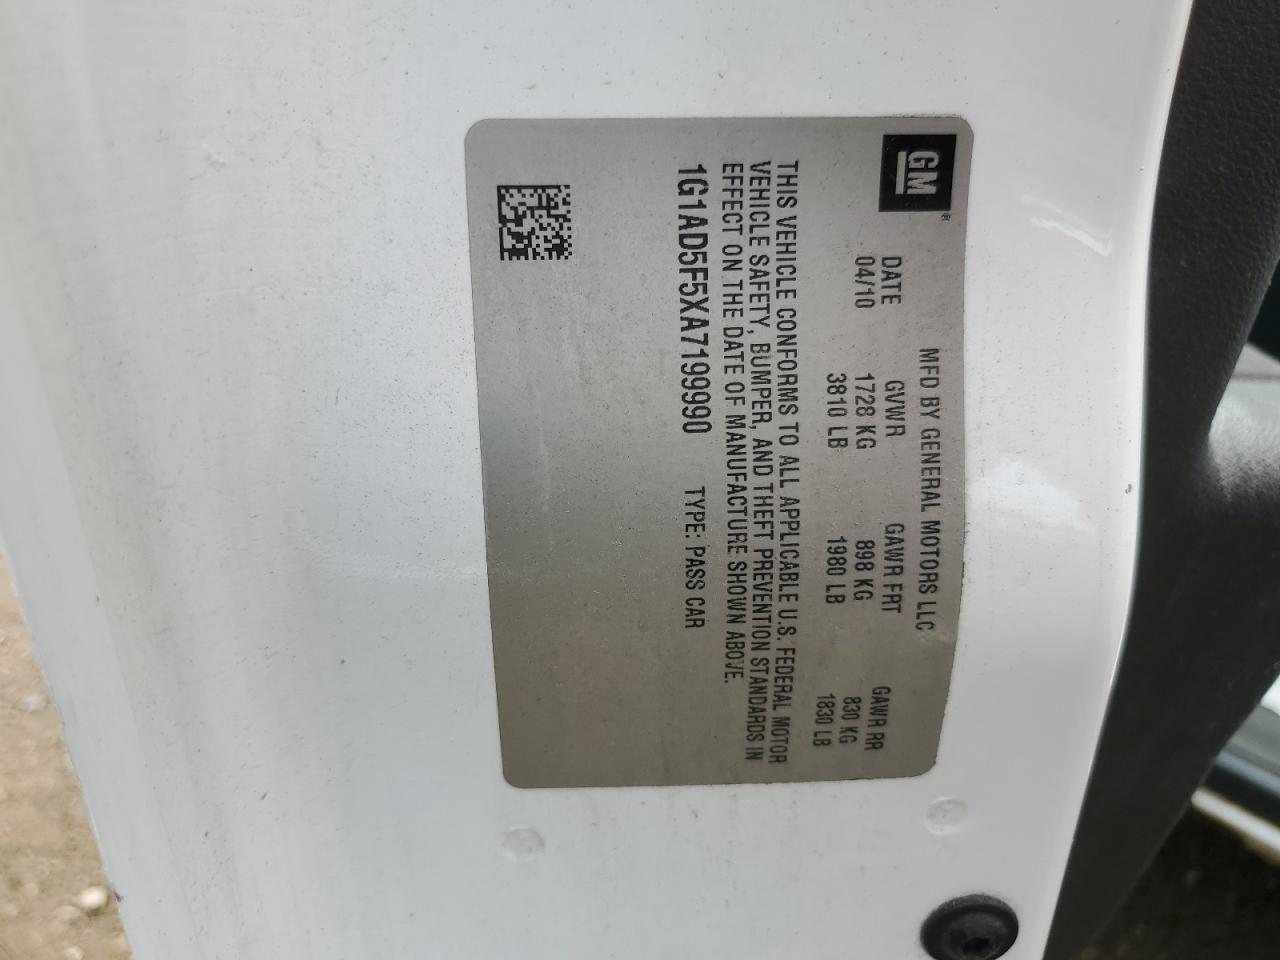 GM®
MFD BY GENERAL MOTORS LLC
DATE GVWR GAWR FRT GAWR RR
04/10 1728 KG 898 KG 830 KG
3810 LB 1980 LB 1830 LB
THIS VEHICLE CONFORMS TO ALL APPLICABLE U.S. FEDERAL MOTOR
VEHICLE SAFETY, BUMPER, AND THEFT PREVENTION STANDARDS IN
EFFECT ON THE DATE OF MANUFACTURE SHOWN ABOVE.
1G1AD5F5XA7199990 TYPE: PASS CAR